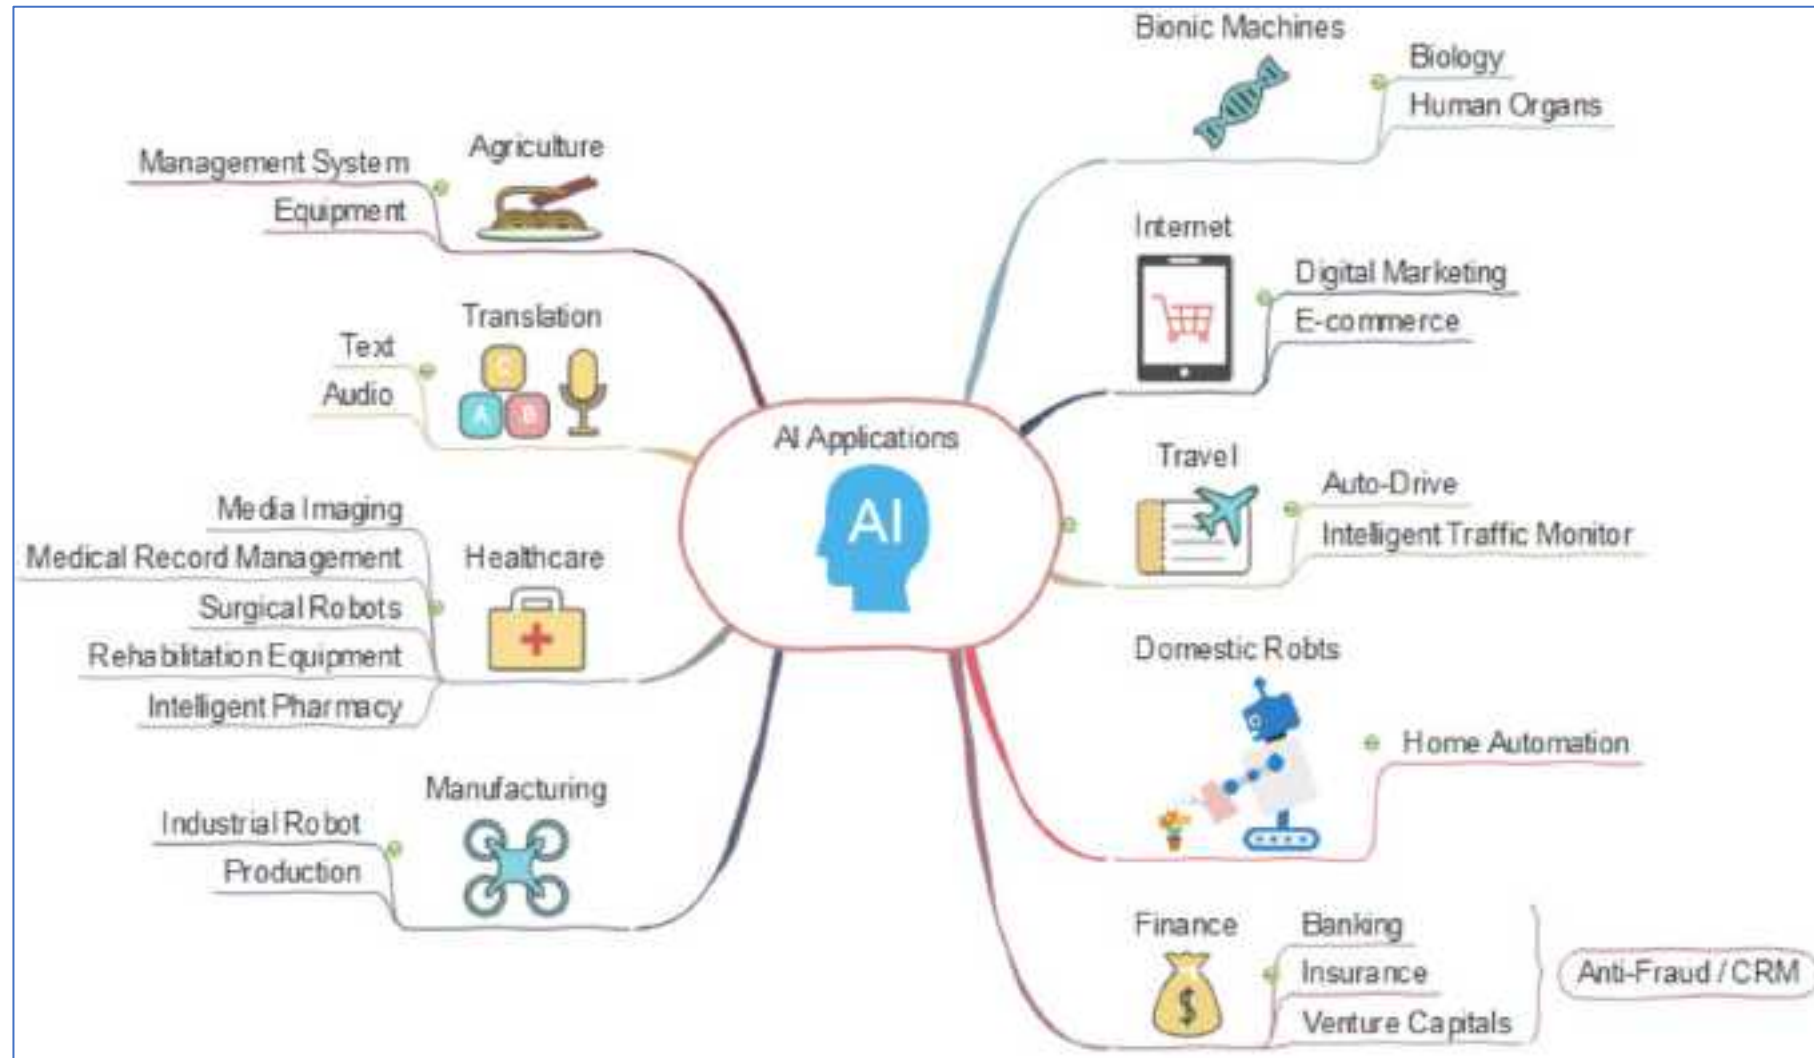 AI Applications
AI
Bionic Machines
Biology
Human Organs
Internet
Digital Marketing
E-commerce
Travel
Auto-Drive
Intelligent Traffic Monitor
Domestic Robts
Home Automation
Finance
Banking
Insurance
Venture Capitals
Anti-Fraud / CRM
Agriculture
Management System
Equipment
Translation
C
A B
Text
Audio
Healthcare
Media Imaging
Medical Record Management
Surgical Robots
Rehabilitation Equipment
Intelligent Pharmacy
Manufacturing
Industrial Robot
Production
$